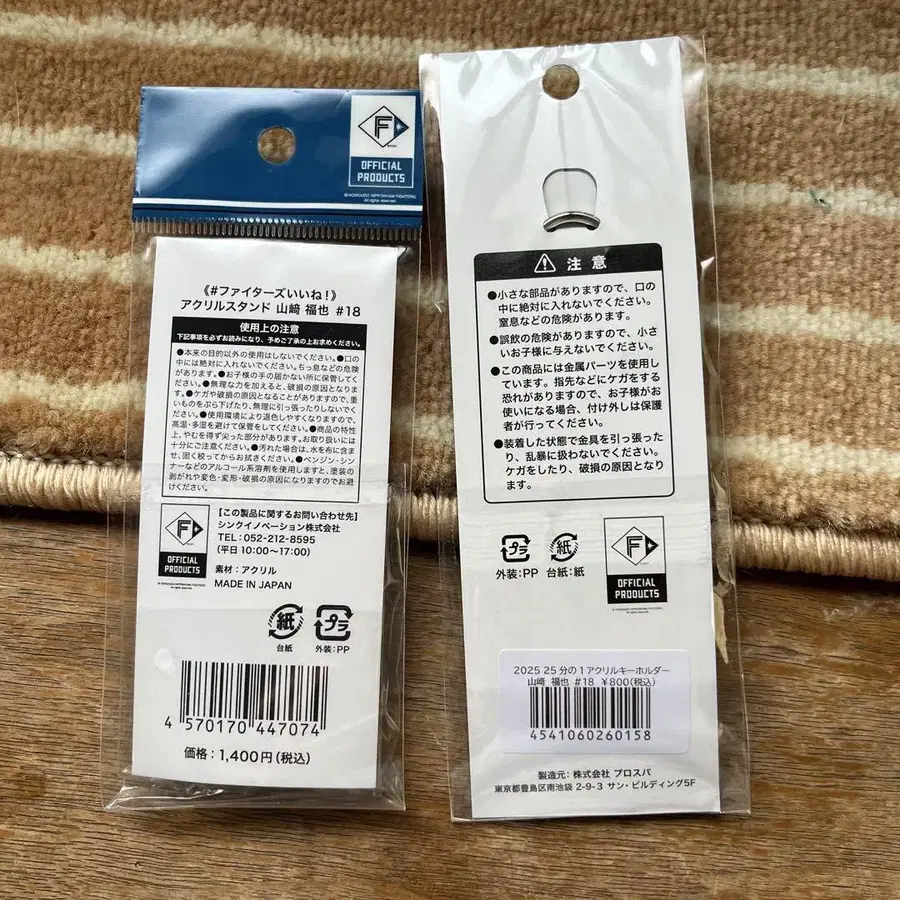 F
OFFICIAL
PRODUCTS
© HOKKAIDO NIPPON-HAM FIGHTERS
All rights reserved.
《#ファイターズいいね!》
アクリルスタンド 山﨑 福也 #18
使用上の注意
下記事項を必ずお読みになり、予めご了承の上お求めください。
●本来の目的以外の使用はしないでください。●口の
中には絶対に入れないでください。ちっ息などの危険
があります。●お子様の手の届かない所に保管してく
ださい。●無理な力を加えると、破損の原因となりま
す。●ケガや破損の原因となることがありますので、重
いものをぶら下げたり、無理に引っ張ったりしないでく
ださい。●使用環境により退色しやすくなりますので、
高温・多湿を避けて保管をしてください。●商品の特性
上、やむを得ず尖った部分があります。お取り扱いには
十分にご注意ください。●汚れた場合は、水を布に含ま
せ、固く絞ってからお拭きください。●ベンジン・シン
ナーなどのアルコール系溶剤を使用しますと、塗装の
剥がれや変色・変形・破損の原因になりますのでお避
けください。
F
OFFICIAL
PRODUCTS
【この製品に関するお問い合わせ先】
シンクイノベーション株式会社
TEL:052-212-8595
(平日 10:00〜17:00)
素材:アクリル
MADE IN JAPAN
紙
台紙
プラ
外装:PP
4 570170 447074
価格:1,400円(税込)
注意
●小さな部品がありますので、口の
中に絶対に入れないでください。
窒息などの危険があります。
●誤飲の危険がありますので、小さ
いお子様に与えないでください。
●この商品には金属パーツを使用し
ています。指先などにケガをする
恐れがありますので、お子様がお
使いになる場合、付け外しは保護
者が行ってください。
●装着した状態で金具を引っ張った
り、乱暴に扱わないでください。
ケガをしたり、破損の原因となり
ます。
プラ
外装:PP
紙
台紙:紙
F
OFFICIAL
PRODUCTS
2025 25分の1アクリルキーホルダー
山﨑 福也 #18 ¥800(税込)
4541060260158
製造元:株式会社 プロスパ
東京都豊島区南池袋 2-9-3 サン・ビルディング5F